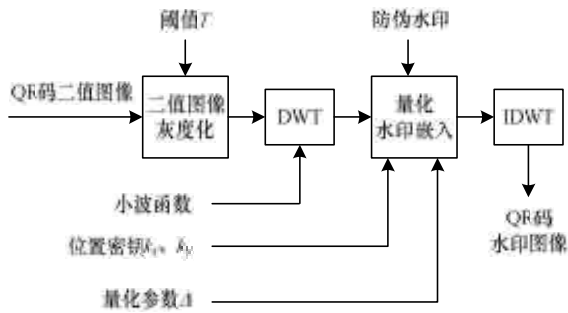 阈值T
防伪水印
QR码二值图像
二值图像
灰度化
DWT
量化
水印嵌入
IDWT
小波函数
QR码
水印图像
位置密钥kx、ky
量化参数Δ